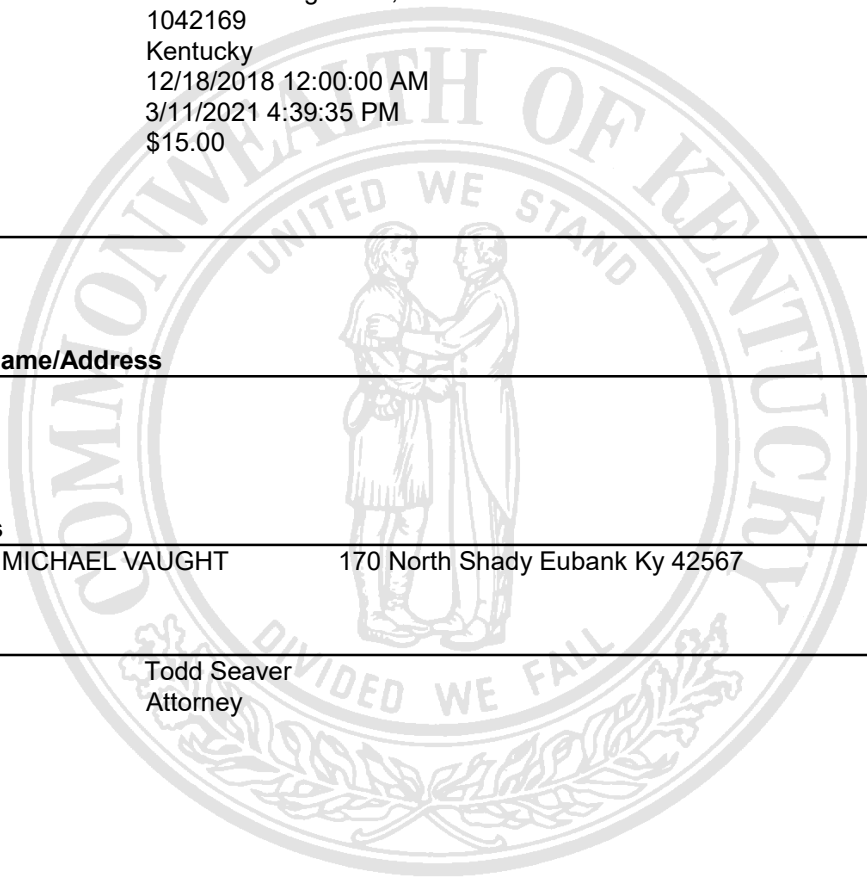 1042169
Kentucky
12/18/2018 12:00:00 AM
3/11/2021 4:39:35 PM
$15.00
ame/Address
s
MICHAEL VAUGHT 170 North Shady Eubank Ky 42567
Todd Seaver
Attorney
COMMONWEALTH OF KENTUCKY
UNITED WE STAND
DIVIDED WE FALL